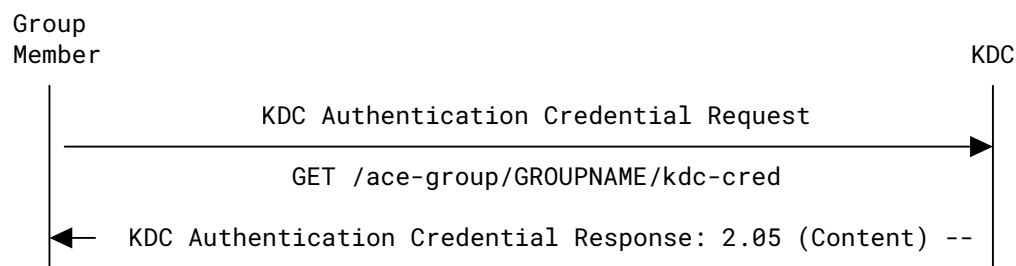 Group
Member KDC
KDC Authentication Credential Request
GET /ace-group/GROUPNAME/kdc-cred
KDC Authentication Credential Response: 2.05 (Content) --